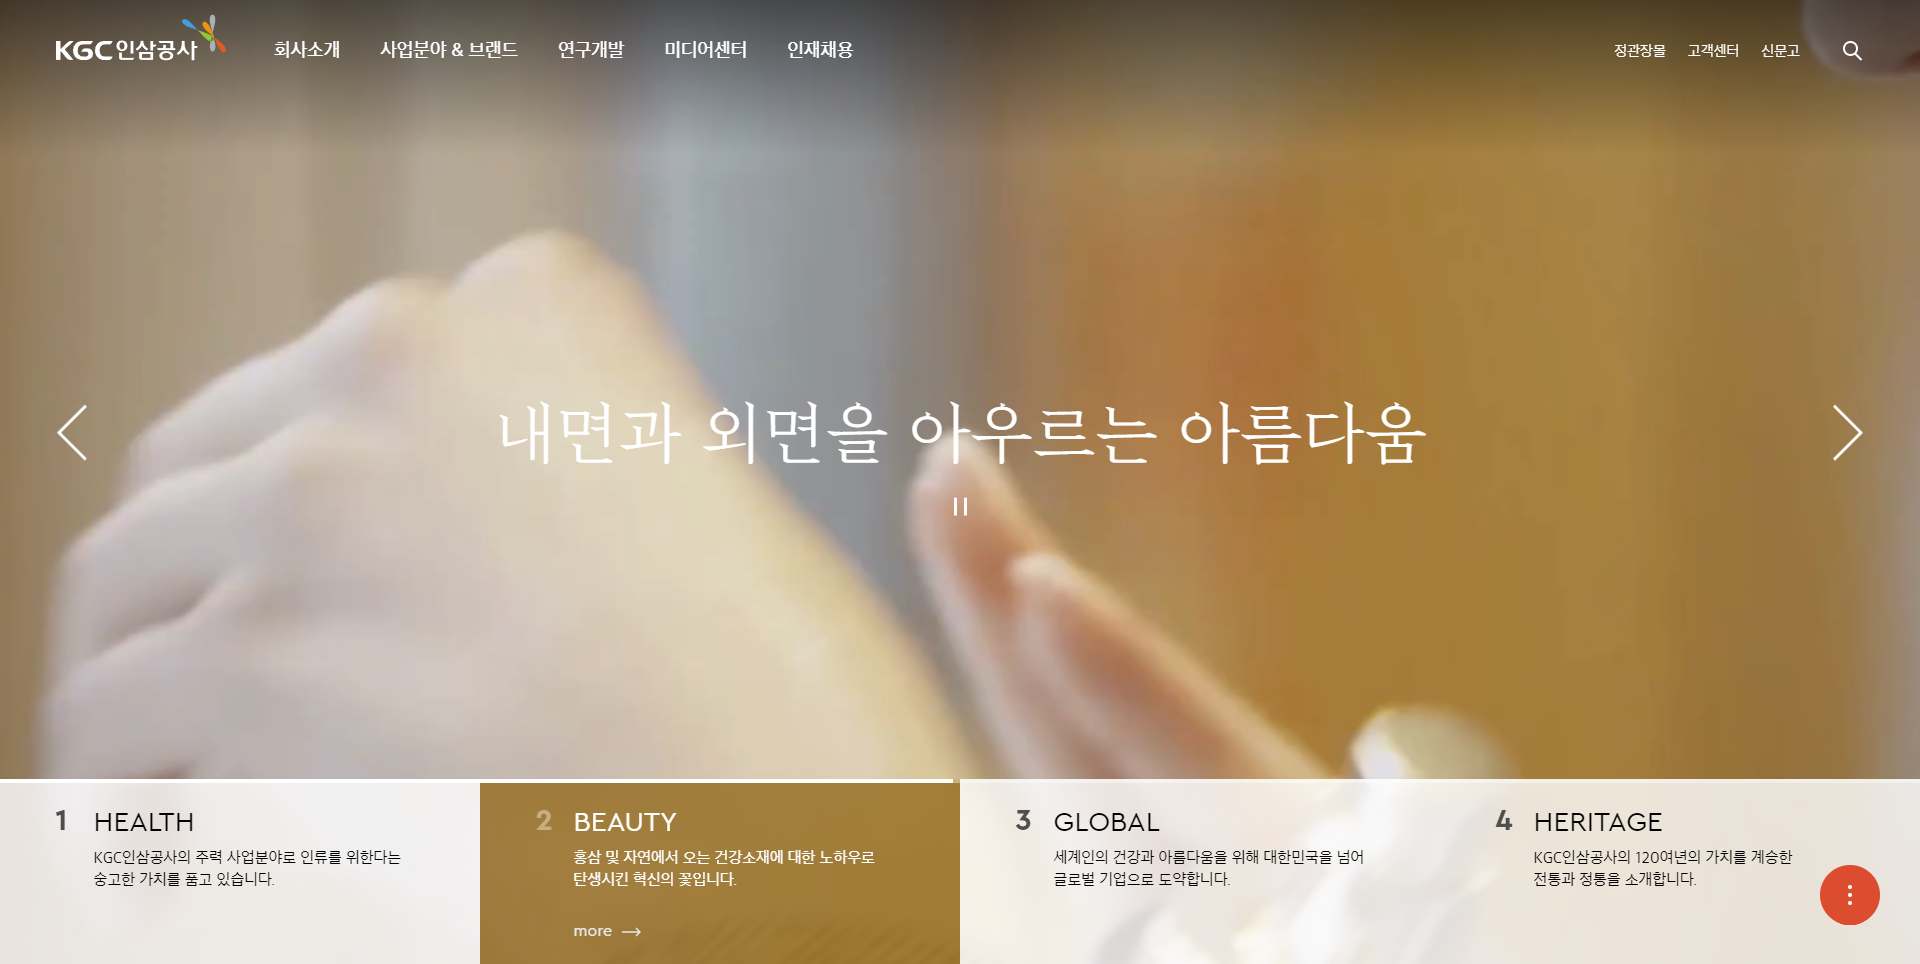 KGC인삼공사
회사소개
사업분야 & 브랜드
연구개발
미디어센터
인재채용
정관장몰
고객센터
신문고
내면과 외면을 아우르는 아름다움
1 HEALTH
KGC인삼공사의 주력 사업분야로 인류를 위한다는
숭고한 가치를 품고 있습니다.
2 BEAUTY
홍삼 및 자연에서 오는 건강소재에 대한 노하우로
탄생시킨 혁신의 꽃입니다.
more
3 GLOBAL
세계인의 건강과 아름다움을 위해 대한민국을 넘어
글로벌 기업으로 도약합니다.
4 HERITAGE
KGC인삼공사의 120여년의 가치를 계승한
전통과 정통을 소개합니다.